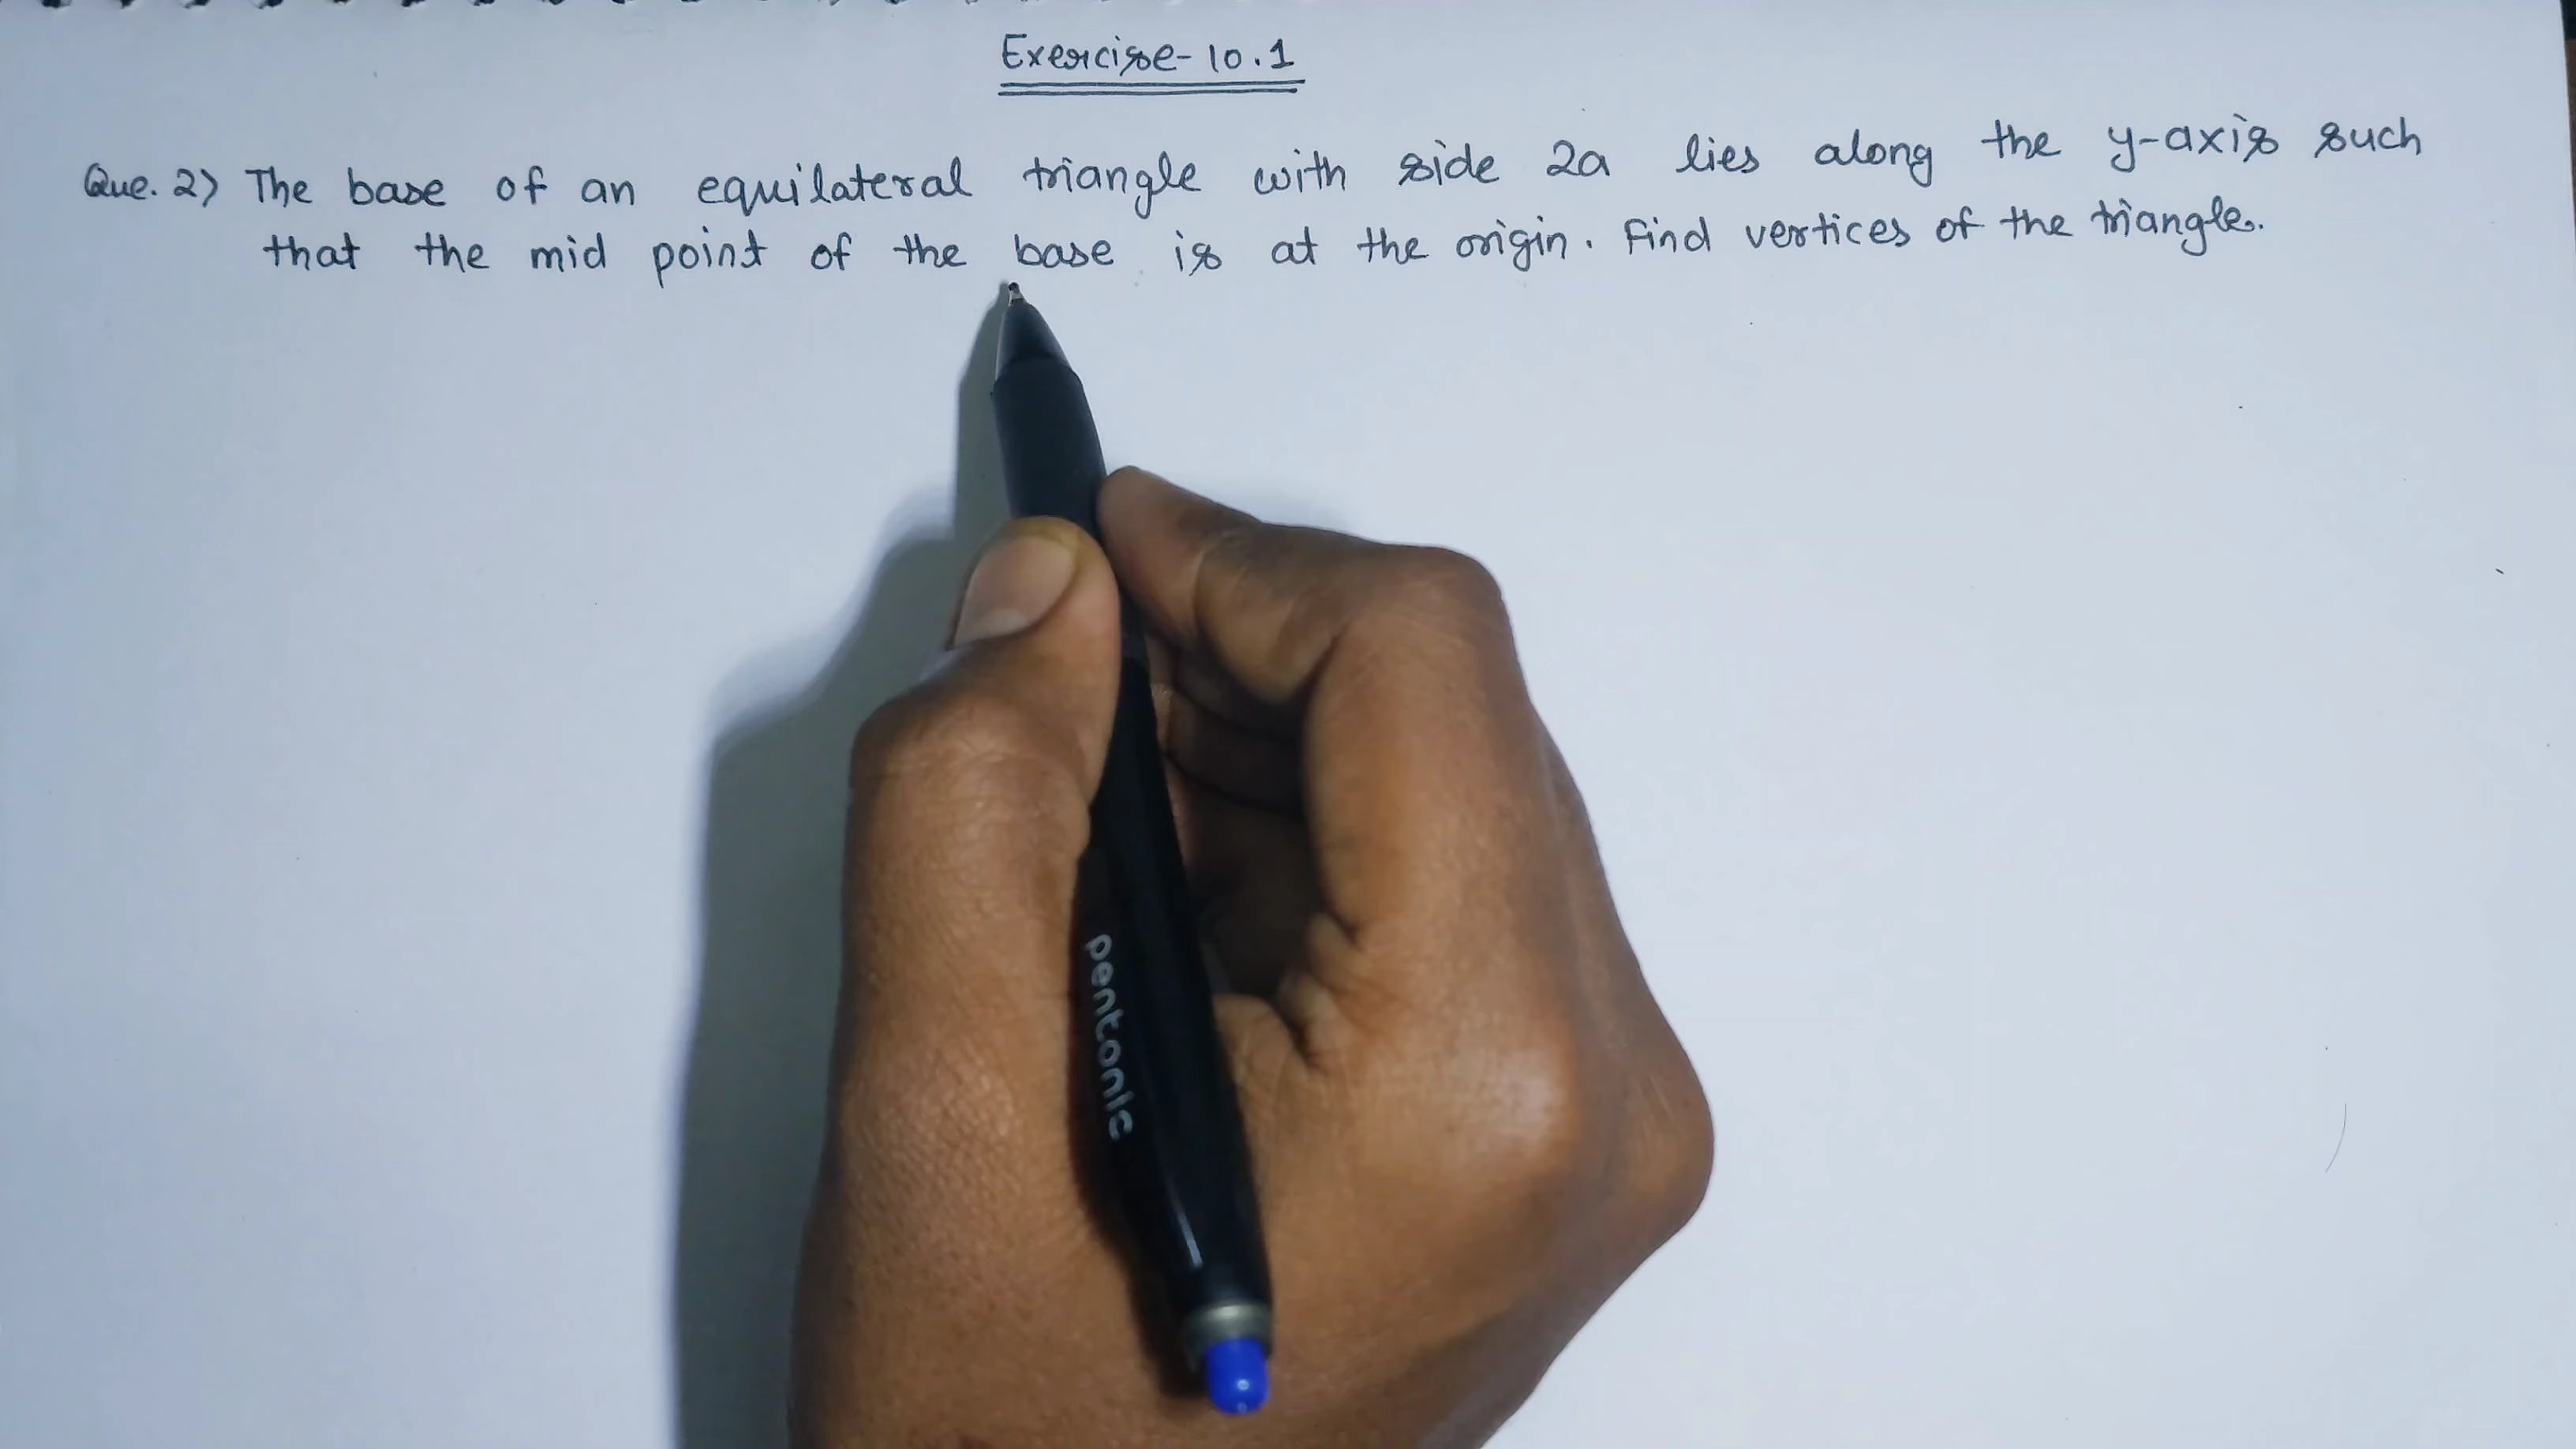 Exercise-10.1
Que. 2) The base of an equilateral triangle with side 2a lies along the y-axis such
that the mid point of the base is at the origin. Find vertices of the triangle.
pentonic